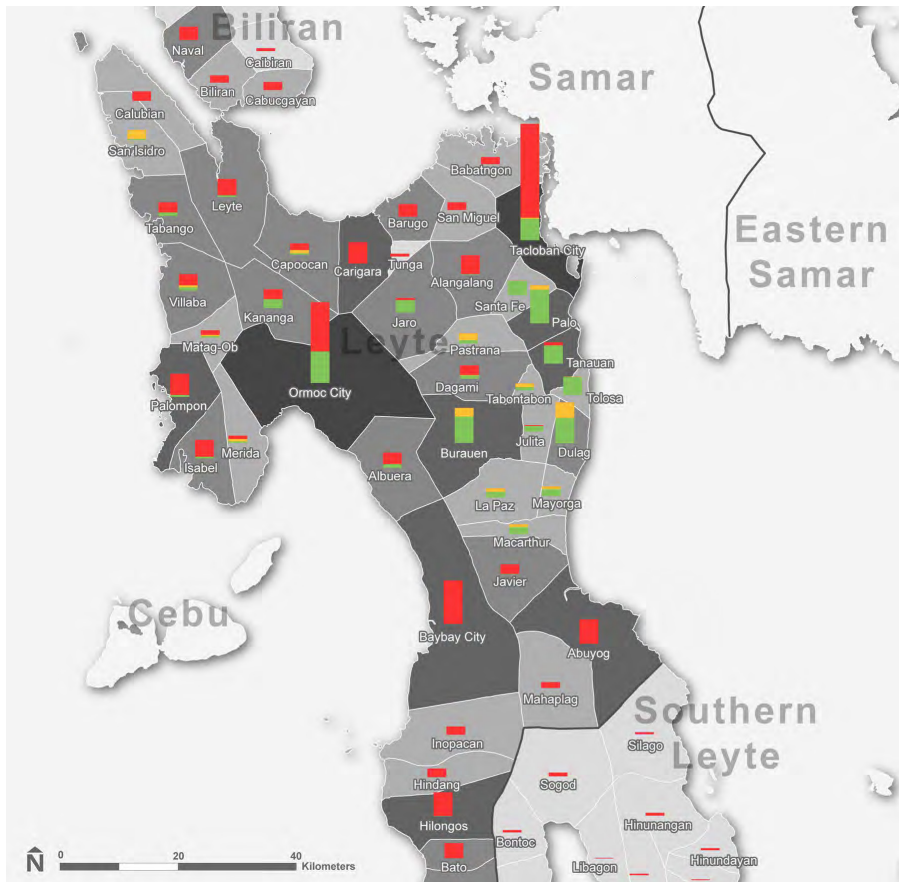 Biliran
Naval
Caibiran
Biliran
Cabucgayan
Samar
Calubian
San Isidro
Babatngon
Leyte
Tabango
Barugo
San Miguel
Tacloban City
Eastern
Samar
Capoocan
Carigara
Tunga
Alangalang
Villaba
Kananga
Santa Fe
Jaro
Palo
Leyte
Matag-Ob
Pastrana
Tanauan
Ormoc City
Dagami
Tabontabon
Tolosa
Palompon
Julita
Burauen
Dulag
Isabel
Merida
Albuera
La Paz
Mayorga
Macarthur
Javier
Cebu
Baybay City
Abuyog
Mahaplag
Southern
Leyte
Inopacan
Silago
Hindang
Sogod
Hilongos
Hinunangan
Bontoc
Bato
Libagon
Hinundayan
N
0
20
40
Kilometers